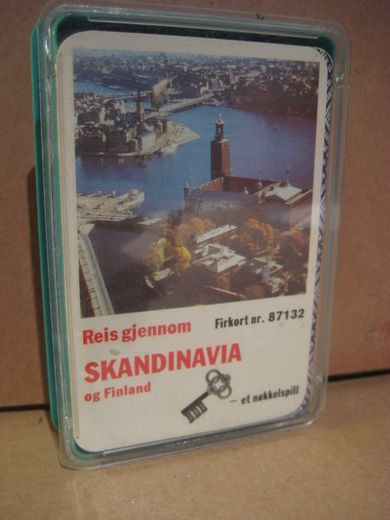 Reis gjennom
Firkort nr. 87132
SKANDINAVIA
og Finland
– et nøkkelspill